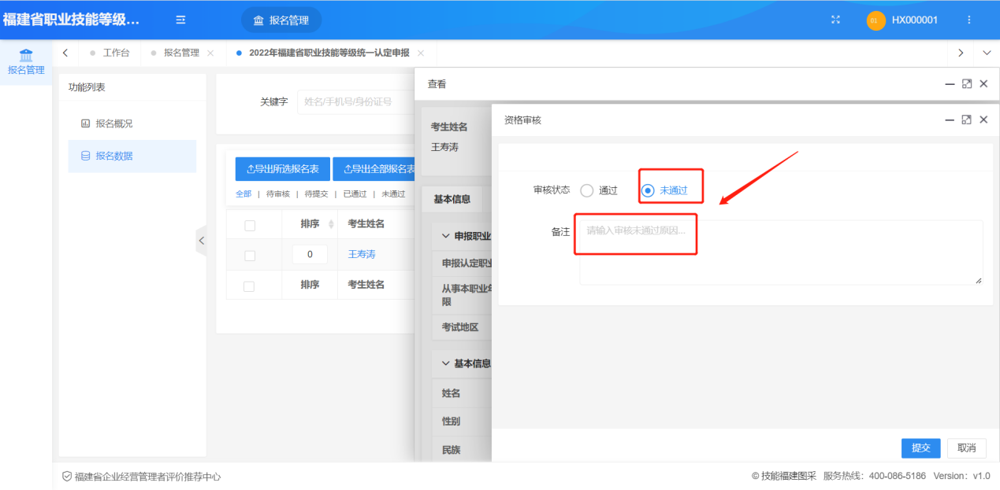 福建省职业技能等级...
报名管理
01
HX000001
报名管理
工作台
报名管理
2022年福建省职业技能等级统一认定申报
功能列表
报名概况
报名数据
关键字
姓名/手机号/身份证号
导出所选报名表
导出全部报名表
全部 | 待审核 | 待提交 | 已通过 | 未通过
排序 考生姓名
0 王寿涛
排序 考生姓名
查看
考生姓名
王寿涛
基本信息
申报职业
申报认定职业
从事本职业年
限
考试地区
基本信息
姓名
性别
民族
资格审核
审核状态 通过 未通过
备注 请输入审核未通过原因...
提交 取消
福建省企业经营管理者评价推荐中心
© 技能福建图采 服务热线：400-086-5186 Version：v1.0